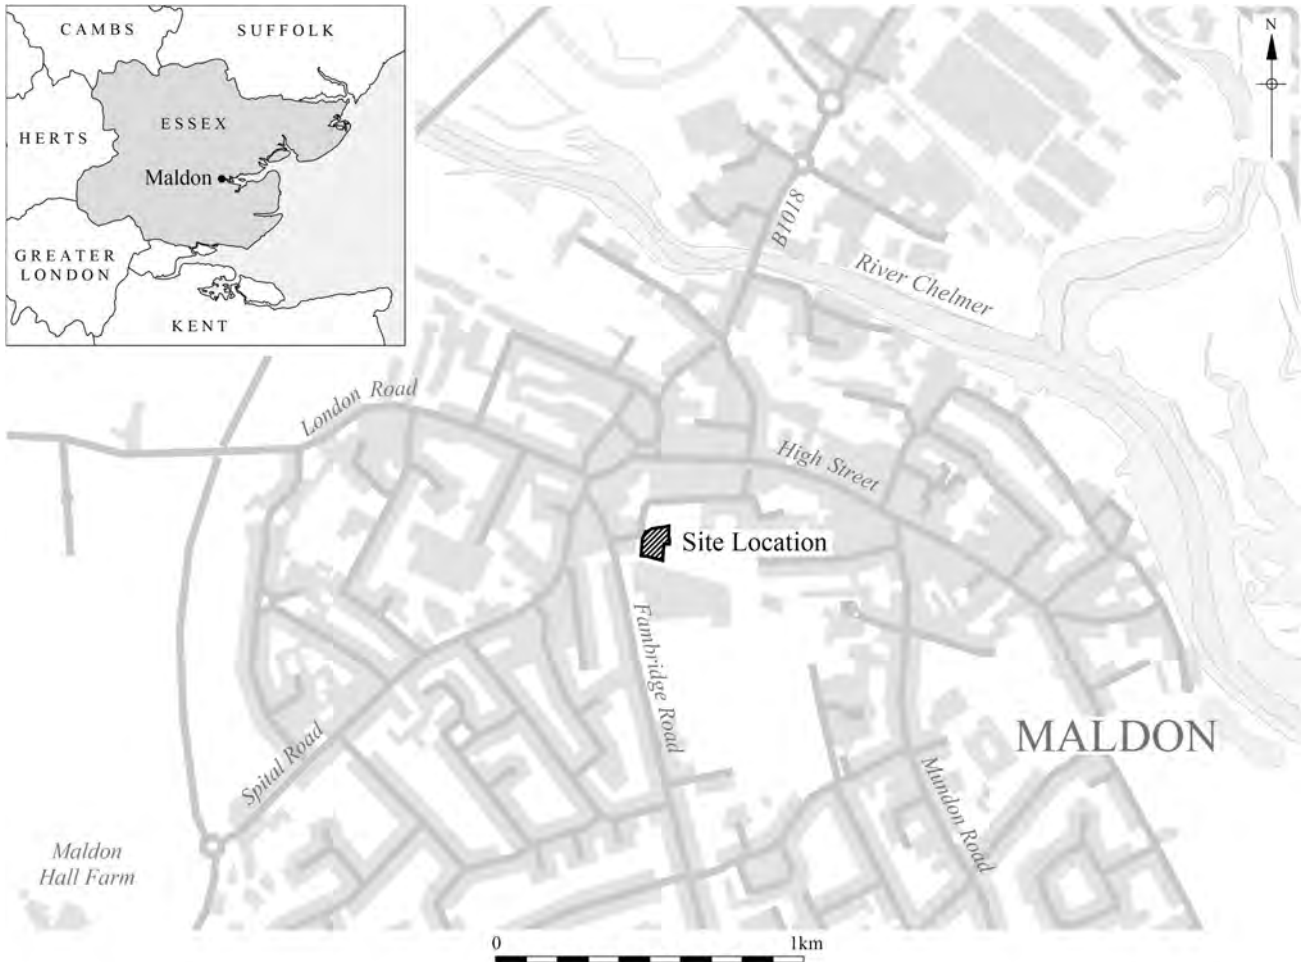 CAMBS
SUFFOLK
HERTS
ESSEX
Maldon
GREATER
LONDON
KENT
N
B1018
River Chelmer
London Road
High Street
Site Location
Fambridge Road
Spital Road
MALDON
Mundon Road
Maldon
Hall Farm
0
1km